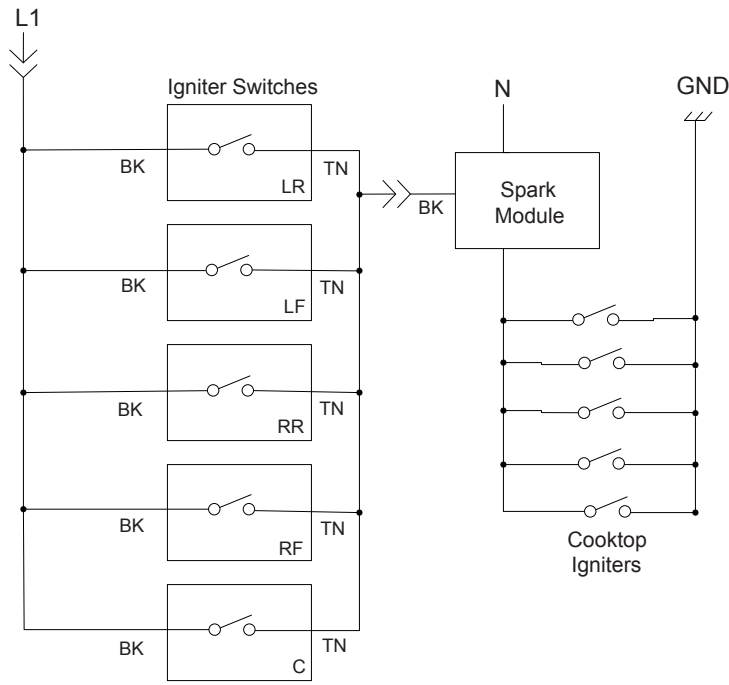 L1
Igniter Switches
N
GND
BK
TN
LR
BK
Spark
Module
BK
TN
LF
BK
TN
RR
BK
TN
RF
Cooktop
Igniters
BK
TN
C